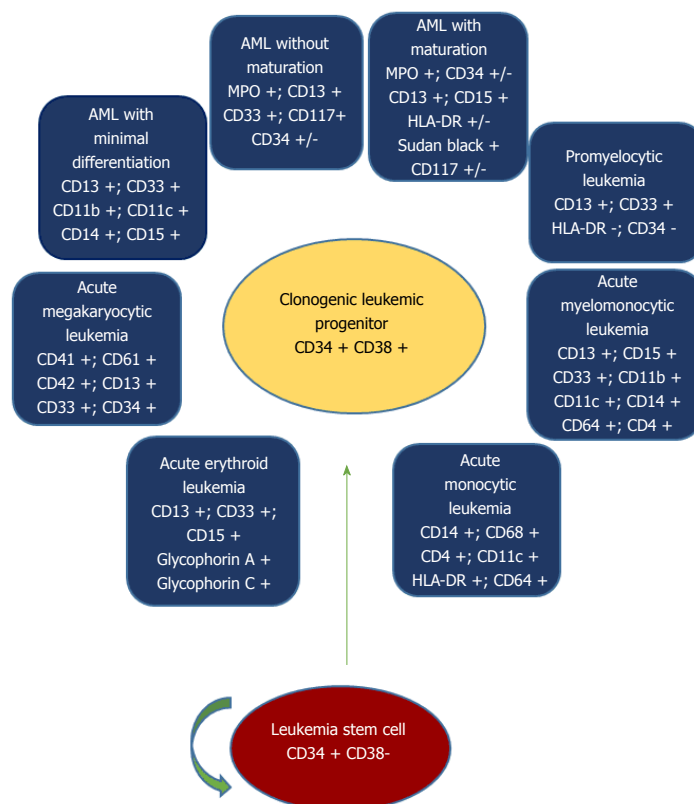 AML without
maturation
MPO +; CD13 +
CD33 +; CD117+
CD34 +/-
AML with
maturation
MPO +; CD34 +/-
CD13 +; CD15 +
HLA-DR +/-
Sudan black +
CD117 +/-
AML with
minimal
differentiation
CD13 +; CD33 +
CD11b +; CD11c +
CD14 +; CD15 +
Promyelocytic
leukemia
CD13 +; CD33 +
HLA-DR -; CD34 -
Acute
megakaryocytic
leukemia
CD41 +; CD61 +
CD42 +; CD13 +
CD33 +; CD34 +
Clonogenic leukemic
progenitor
CD34 + CD38 +
Acute
myelomonocytic
leukemia
CD13 +; CD15 +
CD33 +; CD11b +
CD11c +; CD14 +
CD64 +; CD4 +
Acute erythroid
leukemia
CD13 +; CD33 +;
CD15 +
Glycophorin A +
Glycophorin C +
Acute
monocytic
leukemia
CD14 +; CD68 +
CD4 +; CD11c +
HLA-DR +; CD64 +
Leukemia stem cell
CD34 + CD38-